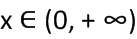 x ∈ (0, + ∞)